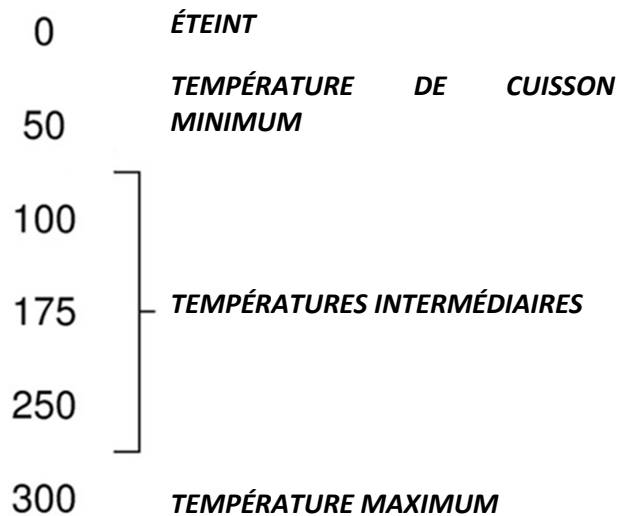 0 ÉTEINT
TEMPÉRATURE DE CUISSON
50 MINIMUM
100
175 TEMPÉRATURES INTERMÉDIAIRES
250
300 TEMPÉRATURE MAXIMUM